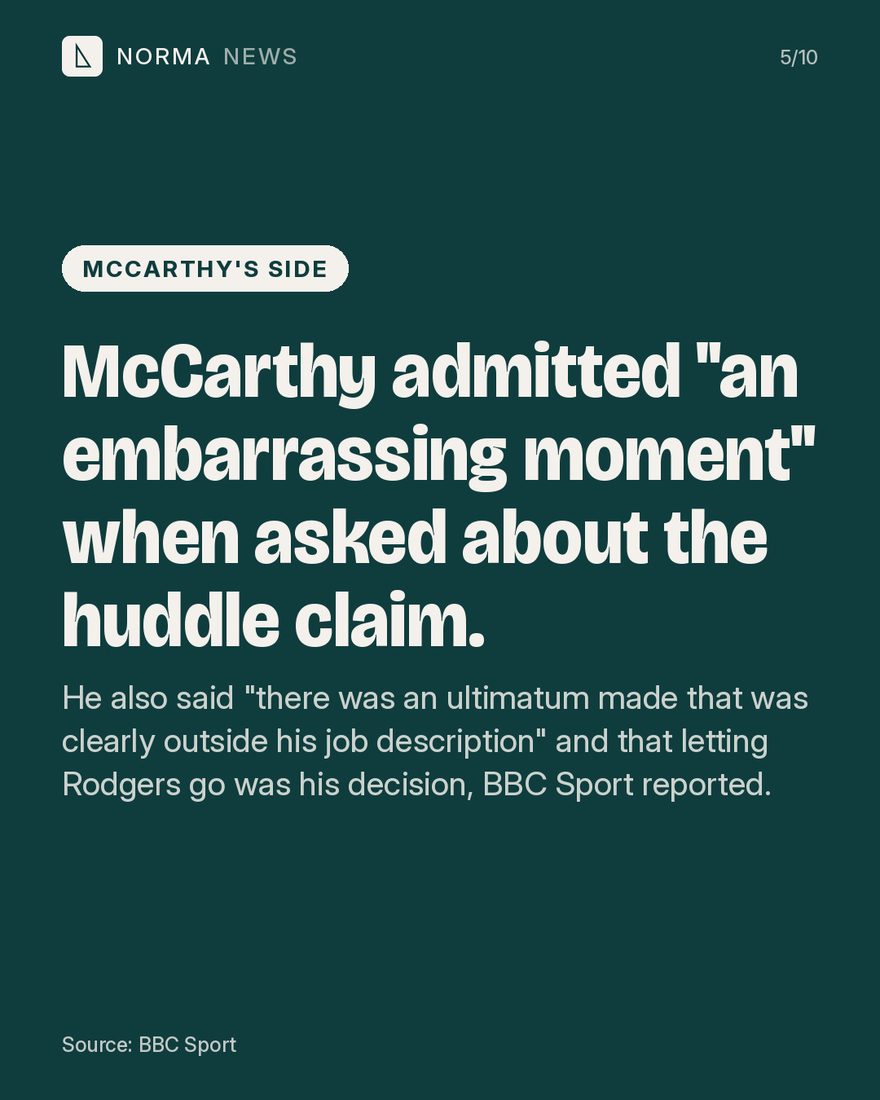 NORMA NEWS
5/10
MCCARTHY'S SIDE
McCarthy admitted "an
embarrassing moment"
when asked about the
huddle claim.
He also said "there was an ultimatum made that was
clearly outside his job description" and that letting
Rodgers go was his decision, BBC Sport reported.
Source: BBC Sport